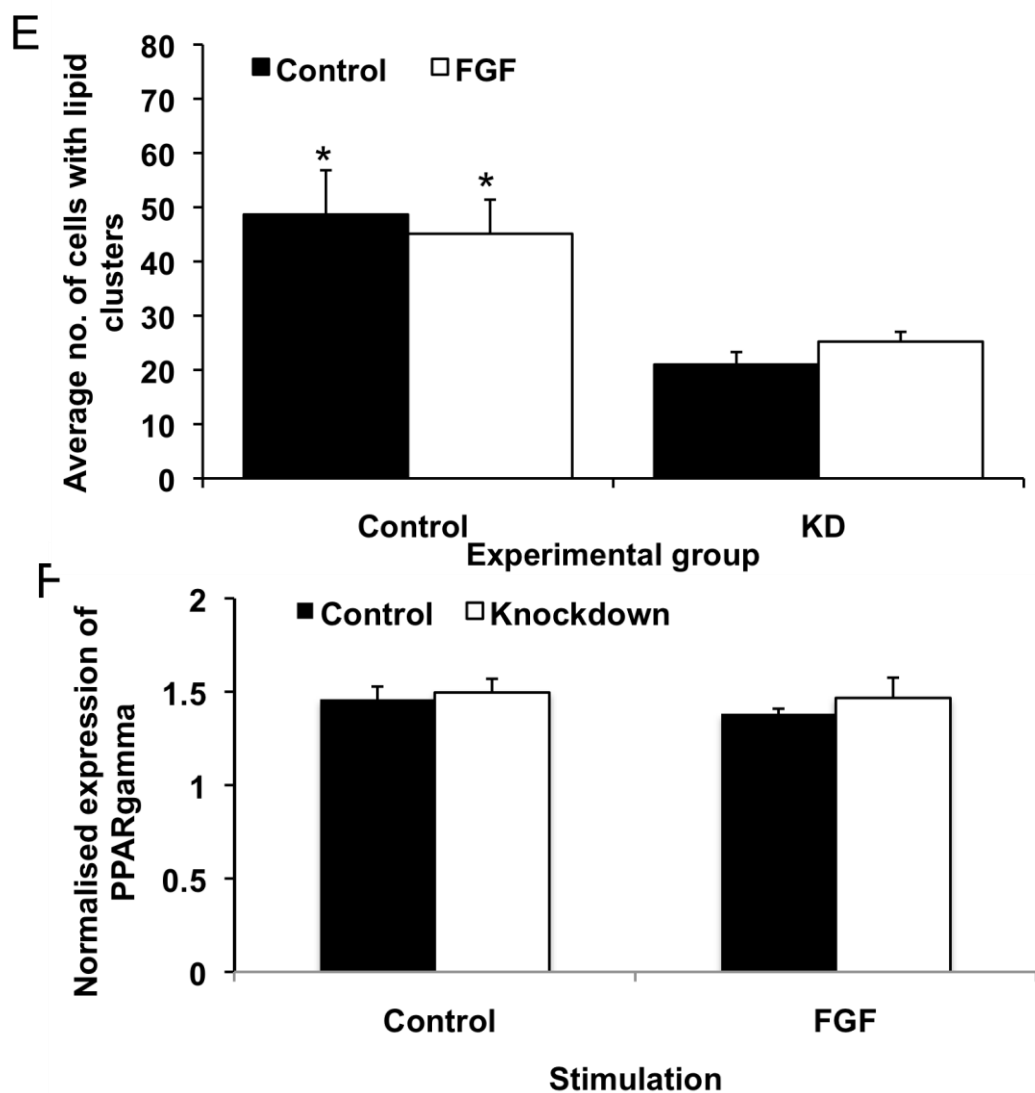 E
Average no. of cells with lipid
clusters
80
70
60
50
40
30
20
10
0
Control
FGF
*
*
Control
KD
Experimental group
F
Normalised expression of
PPARgamma
2
1.5
1
0.5
0
Control
Knockdown
Control
FGF
Stimulation